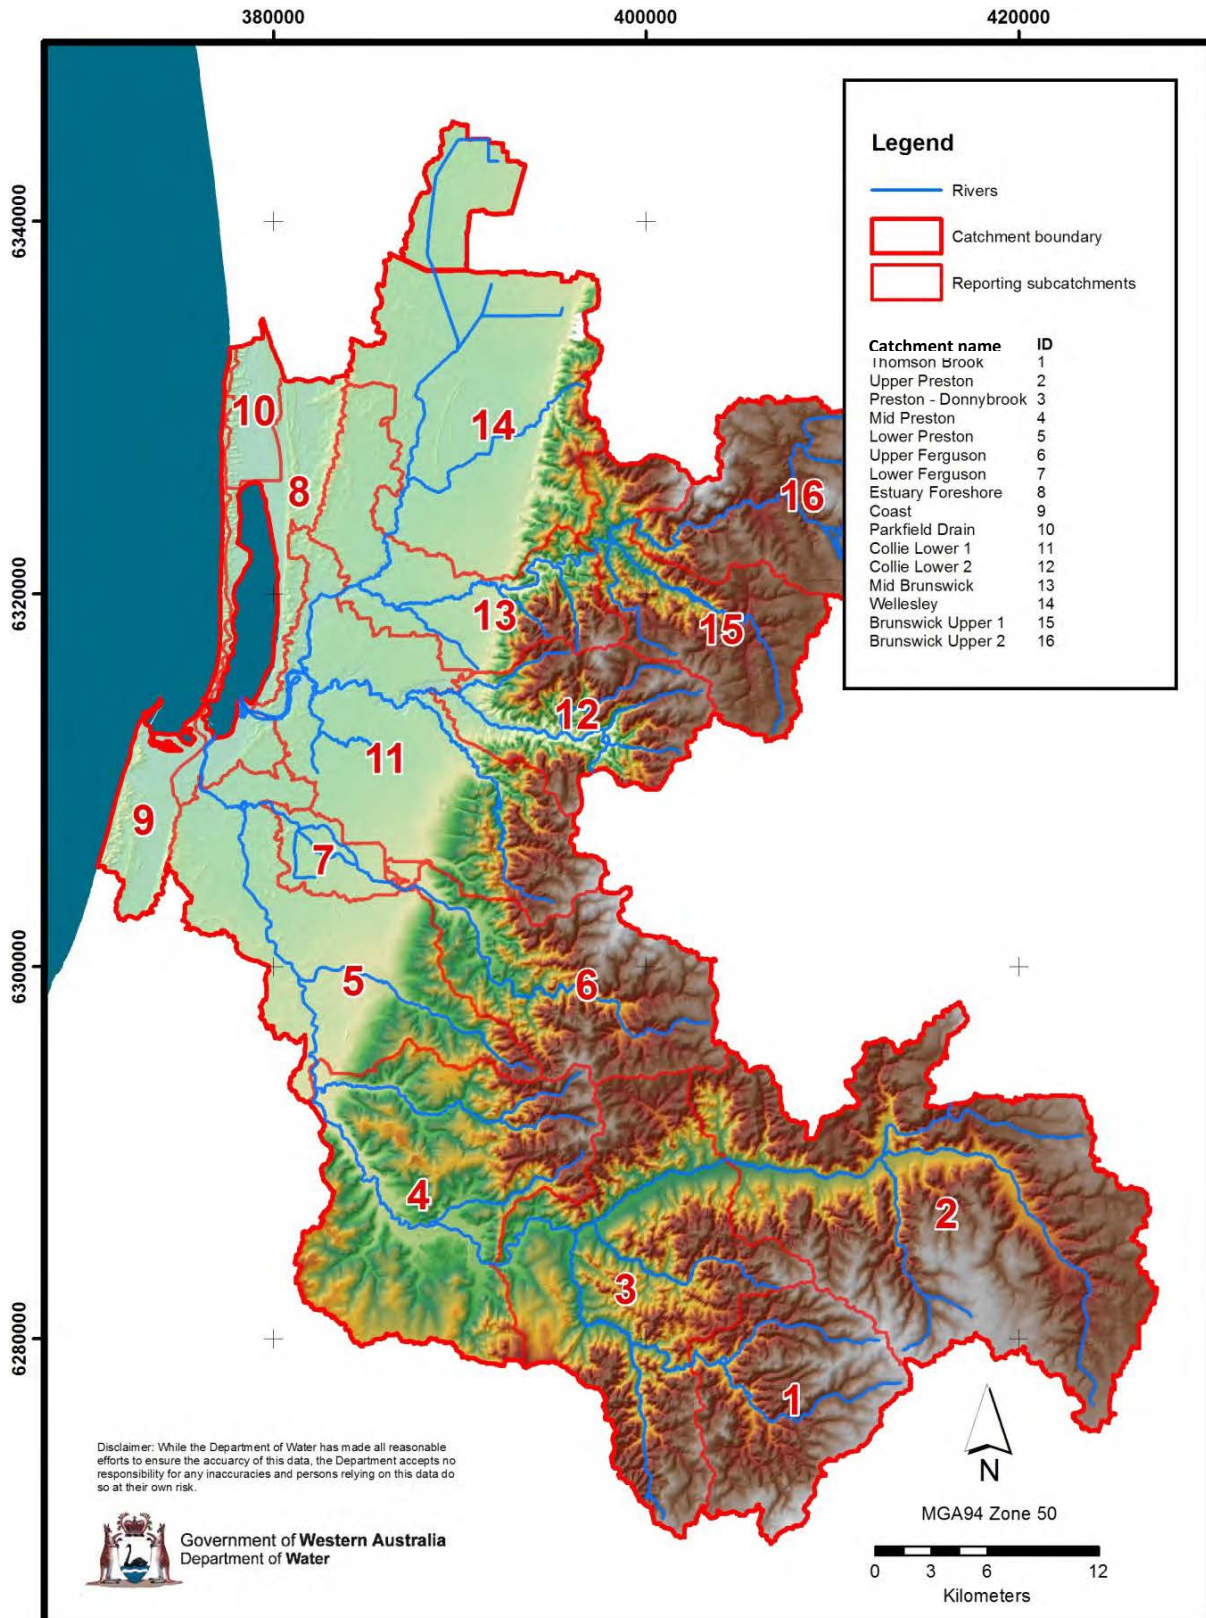 380000 400000 420000
6340000
6320000
6300000
6280000
Legend
Rivers
Catchment boundary
Reporting subcatchments
Catchment name ID
Thomson Brook 1
Upper Preston 2
Preston - Donnybrook 3
Mid Preston 4
Lower Preston 5
Upper Ferguson 6
Lower Ferguson 7
Estuary Foreshore 8
Coast 9
Parkfield Drain 10
Collie Lower 1 11
Collie Lower 2 12
Mid Brunswick 13
Wellesley 14
Brunswick Upper 1 15
Brunswick Upper 2 16
10
14
8
16
13
15
12
11
9
7
5
6
4
2
3
1
Disclaimer: While the Department of Water has made all reasonable
efforts to ensure the accuarcy of this data, the Department accepts no
responsibility for any inaccuracies and persons relying on this data do
so at their own risk.
Government of Western Australia
Department of Water
N
MGA94 Zone 50
0 3 6 12
Kilometers